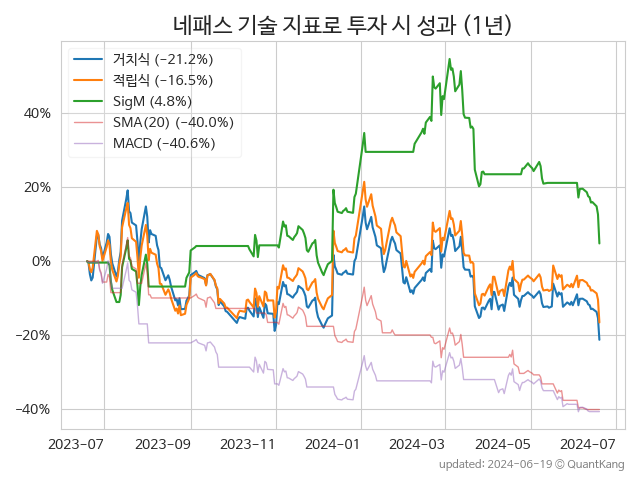 네패스 기술 지표로 투자 시 성과 (1년)
거치식 (−21.2%)
적립식 (−16.5%)
SigM (4.8%)
SMA(20) (−40.0%)
MACD (−40.6%)
40%
20%
0%
−20%
−40%
2023−07 2023−09 2023−11 2024−01 2024−03 2024−05 2024−07
updated: 2024−06−19 ⓒ QuantKang